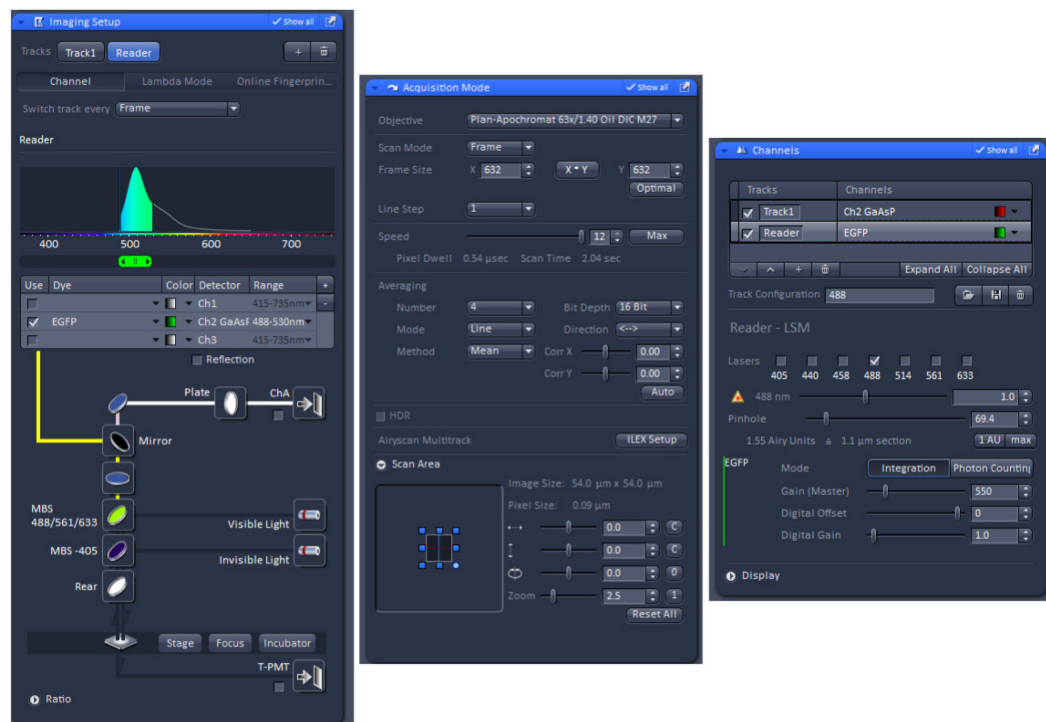 Imaging Setup
Show all
Tracks Track1 Reader +
Channel Lambda Mode Online Fingerprin...
Switch track every Frame
Reader
400 500 600 700
Use Dye Color Detector Range +
Ch1 415-735nm -
EGFP Ch2 GaAsF 488-530nm
Ch3 415-735nm
Reflection
Plate ChA
Mirror
MBS
488/561/633
Visible Light
MBS -405
Invisible Light
Rear
Stage Focus Incubator
T-PMT
Ratio
Acquisition Mode
Show all
Objective Plan-Apochromat 63x/1.40 Oil DIC M27
Scan Mode Frame
Frame Size X 632 X * Y Y 632
Optimal
Line Step 1
Speed 12 Max
Pixel Dwell 0.54 µsec Scan Time 2.04 sec
Averaging
Number 4 Bit Depth 16 Bit
Mode Line Direction <-->
Method Mean Corr X 0.00
Corr Y 0.00
Auto
HDR
Airyscan Multitrack ILEX Setup
Scan Area
Image Size: 54.0 µm x 54.0 µm
Pixel Size: 0.09 µm
0.0 C
0.0 C
0.0 0
Zoom 2.5 1
Reset All
Channels
Show all
Tracks Channels
Track1 Ch2 GaAsP
Reader EGFP
+ Expand All Collapse All
Track Configuration 488
Reader - LSM
Lasers
405 440 458 488 514 561 633
488 nm 1.0
Pinhole 69.4
1.55 Airy Units ≙ 1.1 µm section 1 AU max
EGFP Mode Integration Photon Counting
Gain (Master) 550
Digital Offset 0
Digital Gain 1.0
Display